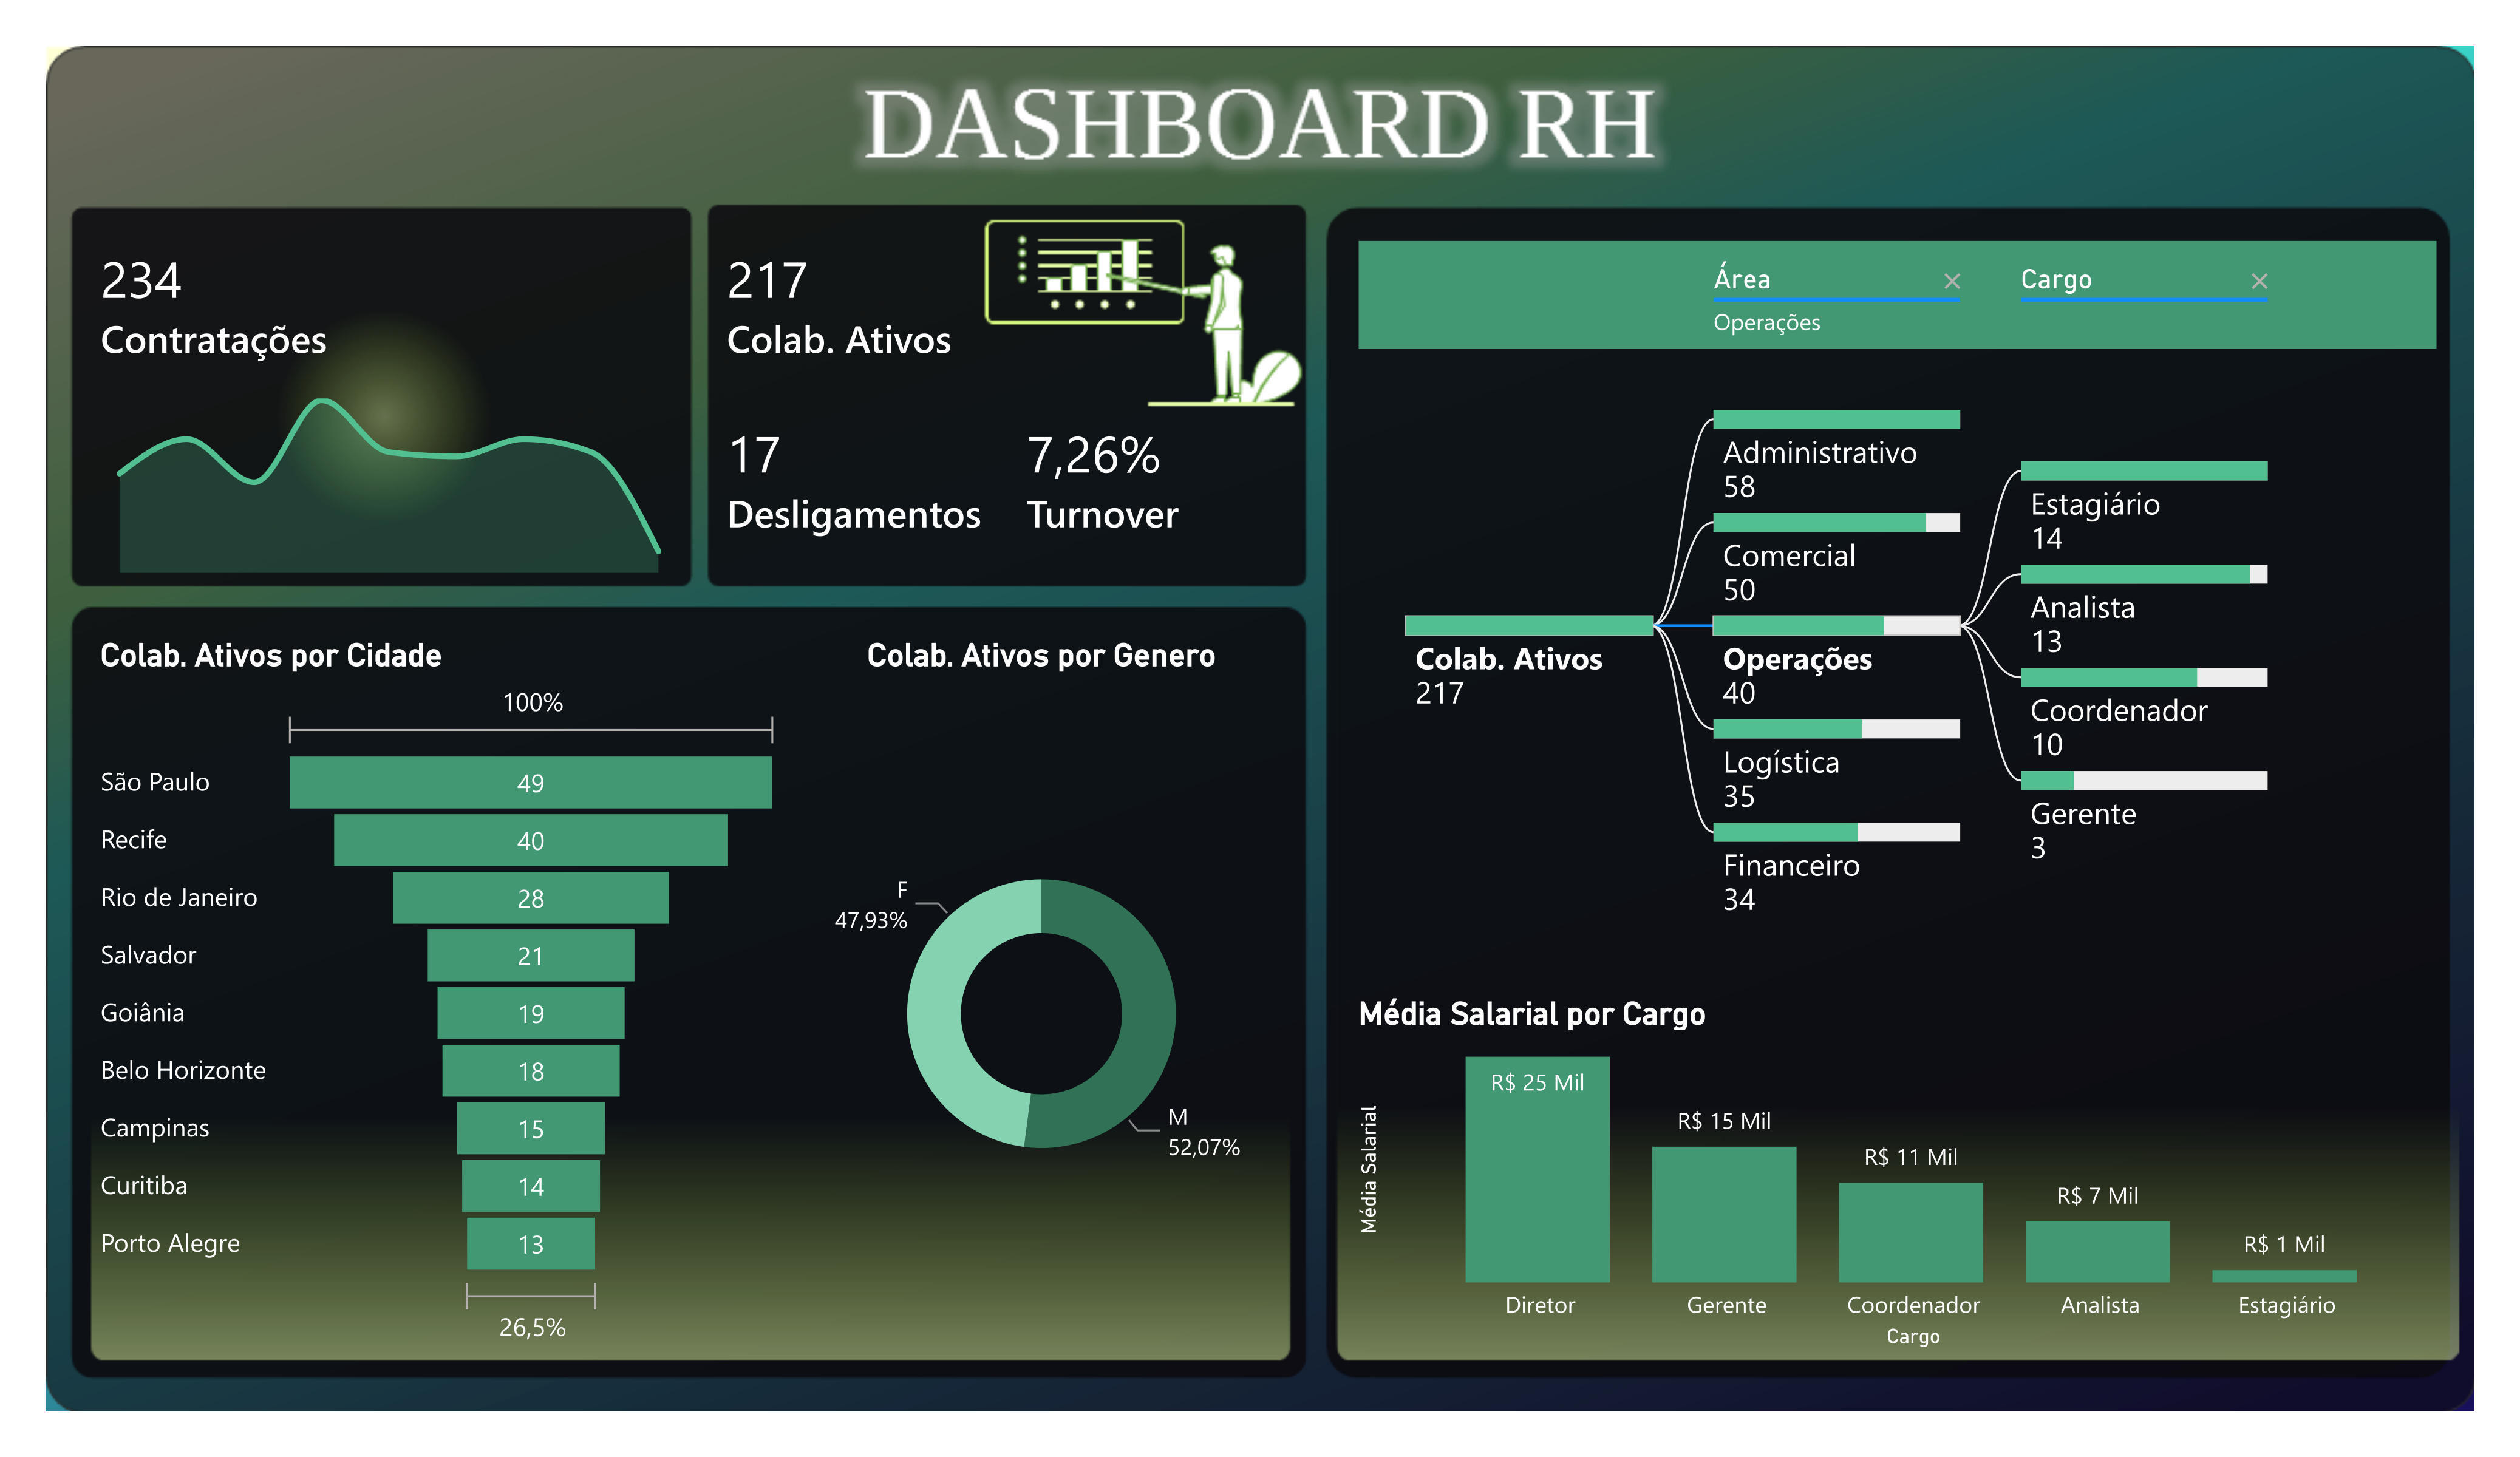 DASHBOARD RH
234
Contratações
217
Colab. Ativos
17
Desligamentos
7,26%
Turnover
Colab. Ativos por Cidade
100%
São Paulo 49
Recife 40
Rio de Janeiro 28
Salvador 21
Goiânia 19
Belo Horizonte 18
Campinas 15
Curitiba 14
Porto Alegre 13
26,5%
Colab. Ativos por Genero
F
47,93%
M
52,07%
Área
Operações
Cargo
Colab. Ativos
217
Administrativo
58
Comercial
50
Operações
40
Logística
35
Financeiro
34
Estagiário
14
Analista
13
Coordenador
10
Gerente
3
Média Salarial por Cargo
Média Salarial
R$ 25 Mil
R$ 15 Mil
R$ 11 Mil
R$ 7 Mil
R$ 1 Mil
Diretor
Gerente
Coordenador
Analista
Estagiário
Cargo